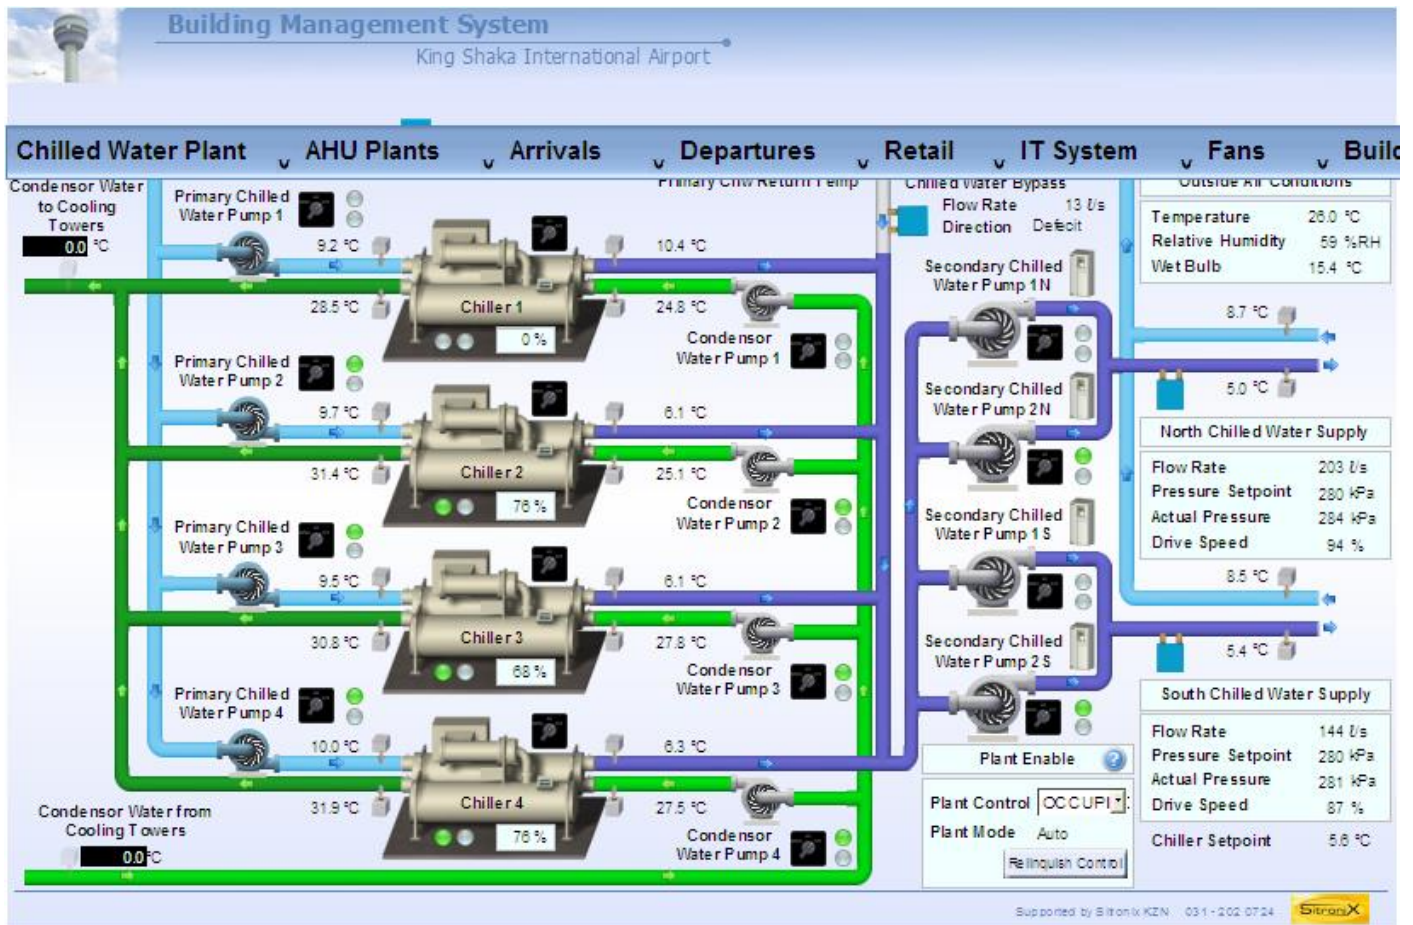 Building Management System
King Shaka International Airport
Chilled Water Plant
AHU Plants
Arrivals
Departures
Retail
IT System
Fans
Builc
Condensor Water
to Cooling
Towers
0.0 °C
Primary Chilled
Water Pump 1
9.2 °C
28.5 °C
Chiller 1
0 %
Primary Chw Return Temp
10.4 °C
24.8 °C
Condensor
Water Pump 1
Primary Chilled
Water Pump 2
9.7 °C
31.4 °C
Chiller 2
76 %
6.1 °C
25.1 °C
Condensor
Water Pump 2
Primary Chilled
Water Pump 3
9.5 °C
30.8 °C
Chiller 3
68 %
6.1 °C
27.8 °C
Condensor
Water Pump 3
Primary Chilled
Water Pump 4
10.0 °C
31.9 °C
Chiller 4
76 %
6.3 °C
27.5 °C
Condensor
Water Pump 4
Condensor Water from
Cooling Towers
0.0 °C
Chilled Water Bypass
Flow Rate 13 ℓ/s
Direction Defecit
Secondary Chilled
Water Pump 1 N
Secondary Chilled
Water Pump 2 N
Secondary Chilled
Water Pump 1 S
Secondary Chilled
Water Pump 2 S
Plant Enable ?
Plant Control OCCUPI
Plant Mode Auto
Relinquish Control
Outside Air Conditions
Temperature 26.0 °C
Relative Humidity 59 %RH
Wet Bulb 15.4 °C
8.7 °C
5.0 °C
North Chilled Water Supply
Flow Rate 203 ℓ/s
Pressure Setpoint 280 kPa
Actual Pressure 284 kPa
Drive Speed 94 %
8.5 °C
5.4 °C
South Chilled Water Supply
Flow Rate 144 ℓ/s
Pressure Setpoint 280 kPa
Actual Pressure 281 kPa
Drive Speed 87 %
Chiller Setpoint 5.6 °C
Supported by Sitronix KZN 031 - 202 0724
SitroniX